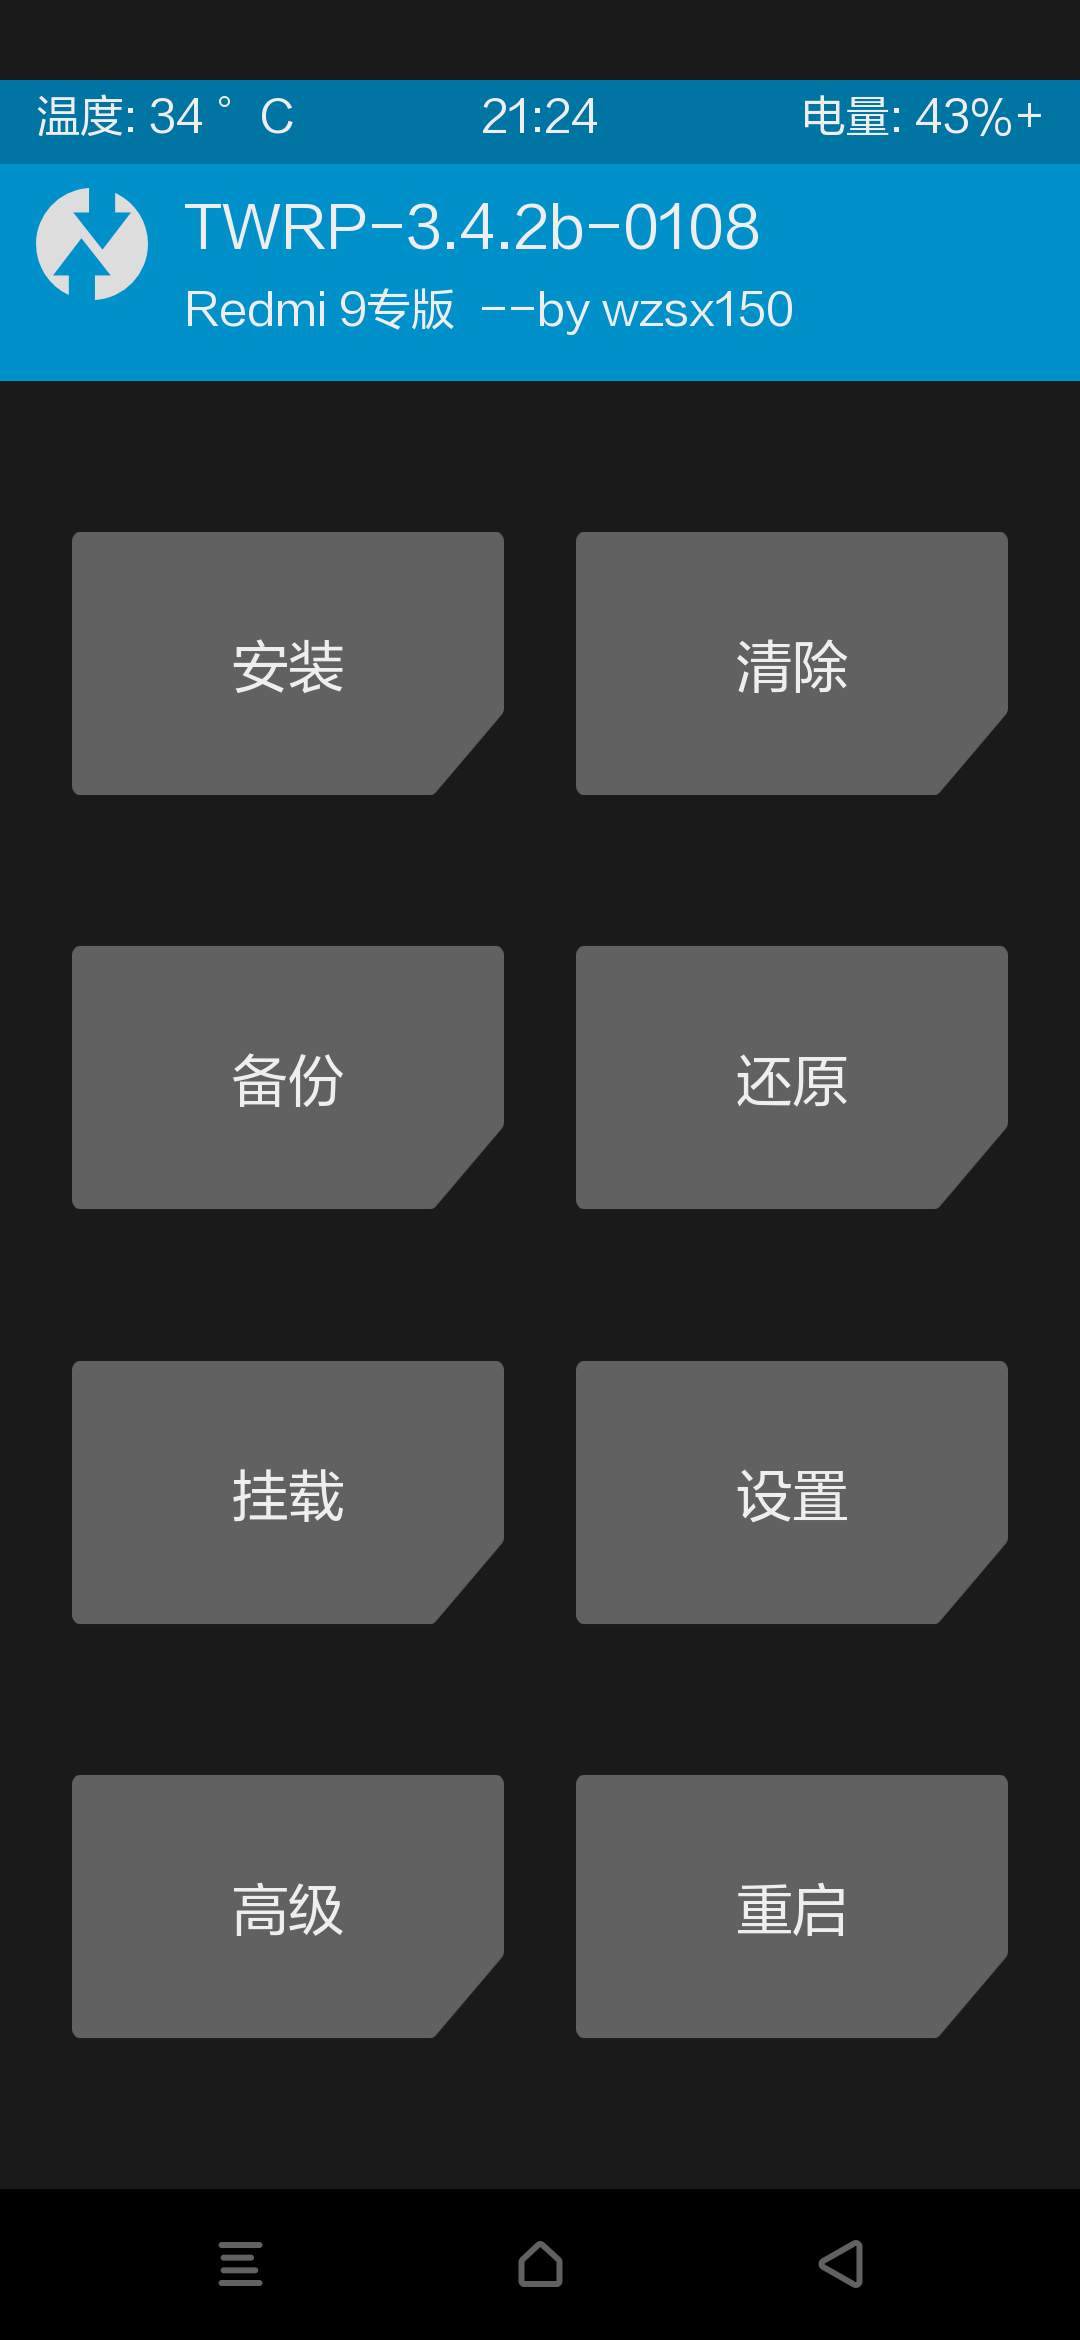 温度: 34 ° C 21:24 电量: 43%+
TWRP-3.4.2b-0108
Redmi 9专版 --by wzsx150
安装 清除
备份 还原
挂载 设置
高级 重启